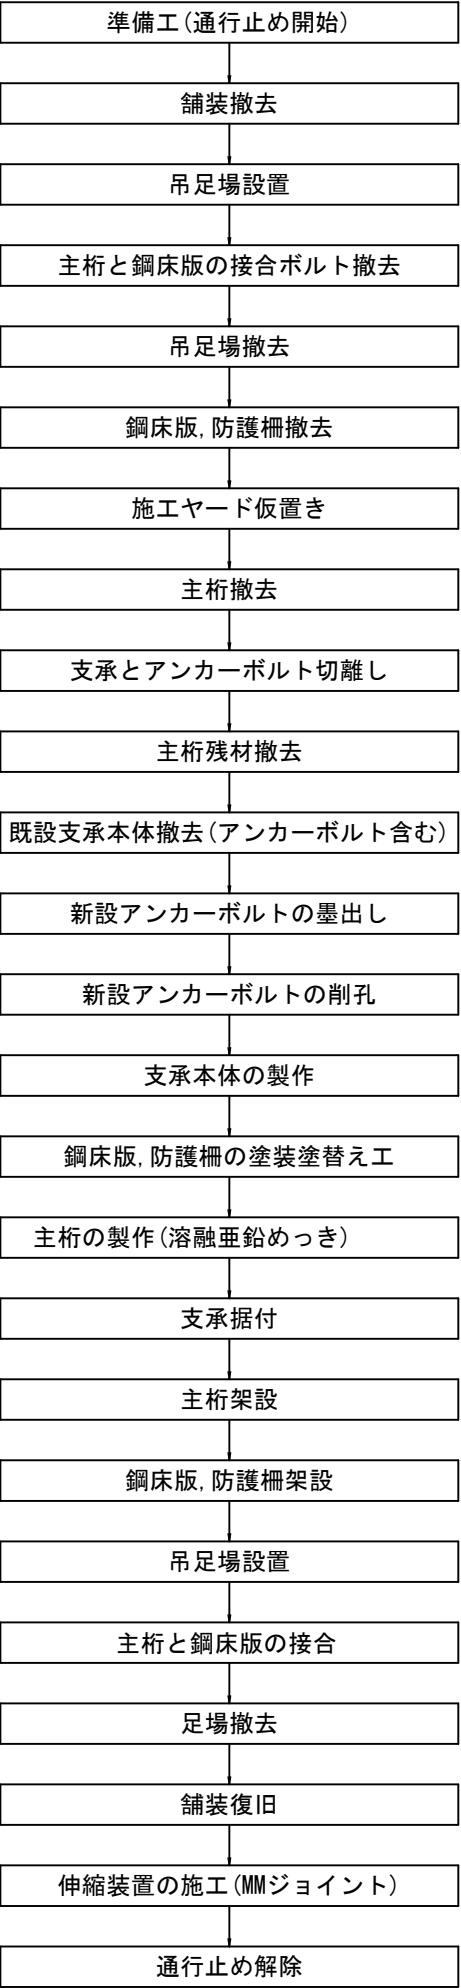 準備工(通行止め開始)
舗装撤去
吊足場設置
主桁と鋼床版の接合ボルト撤去
吊足場撤去
鋼床版,防護柵撤去
施工ヤード仮置き
主桁撤去
支承とアンカーボルト切離し
主桁残材撤去
既設支承本体撤去(アンカーボルト含む)
新設アンカーボルトの墨出し
新設アンカーボルトの削孔
支承本体の製作
鋼床版,防護柵の塗装塗替え工
主桁の製作(溶融亜鉛めっき)
支承据付
主桁架設
鋼床版,防護柵架設
吊足場設置
主桁と鋼床版の接合
足場撤去
舗装復旧
伸縮装置の施工(MMジョイント)
通行止め解除